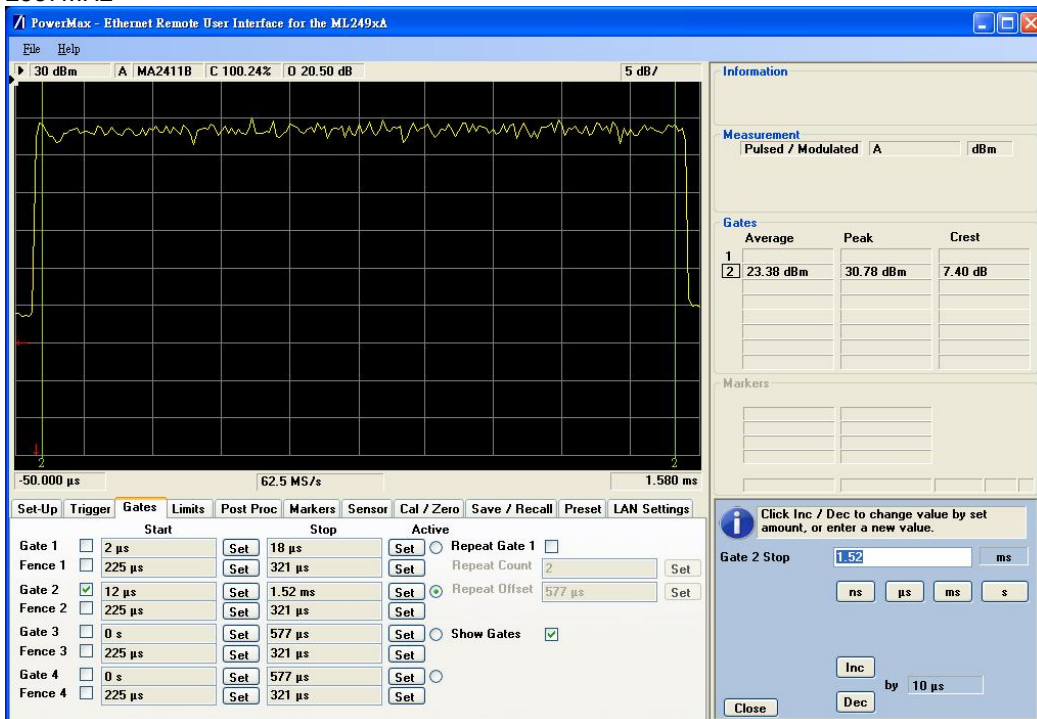 PowerMax - Ethernet Remote User Interface for the ML249xA
File Help
30 dBm A MA2411B C 100.24% O 20.50 dB 5 dB/
2 2
-50.000 µs 62.5 MS/s 1.580 ms
Set-Up Trigger Gates Limits Post Proc Markers Sensor Cal / Zero Save / Recall Preset LAN Settings
Start Stop Active
Gate 1 2 µs Set 18 µs Set Repeat Gate 1
Fence 1 225 µs Set 321 µs Set Repeat Count 2 Set
Gate 2 12 µs Set 1.52 ms Set Repeat Offset 577 µs Set
Fence 2 225 µs Set 321 µs Set
Gate 3 0 s Set 577 µs Set Show Gates
Fence 3 225 µs Set 321 µs Set
Gate 4 0 s Set 577 µs Set
Fence 4 225 µs Set 321 µs Set
Information
Measurement
Pulsed / Modulated A dBm
Gates
Average Peak Crest
1
2 23.38 dBm 30.78 dBm 7.40 dB
Markers
Click Inc / Dec to change value by set
amount, or enter a new value.
Gate 2 Stop 1.52 ms
ns µs ms s
Inc
by 10 µs
Close Dec